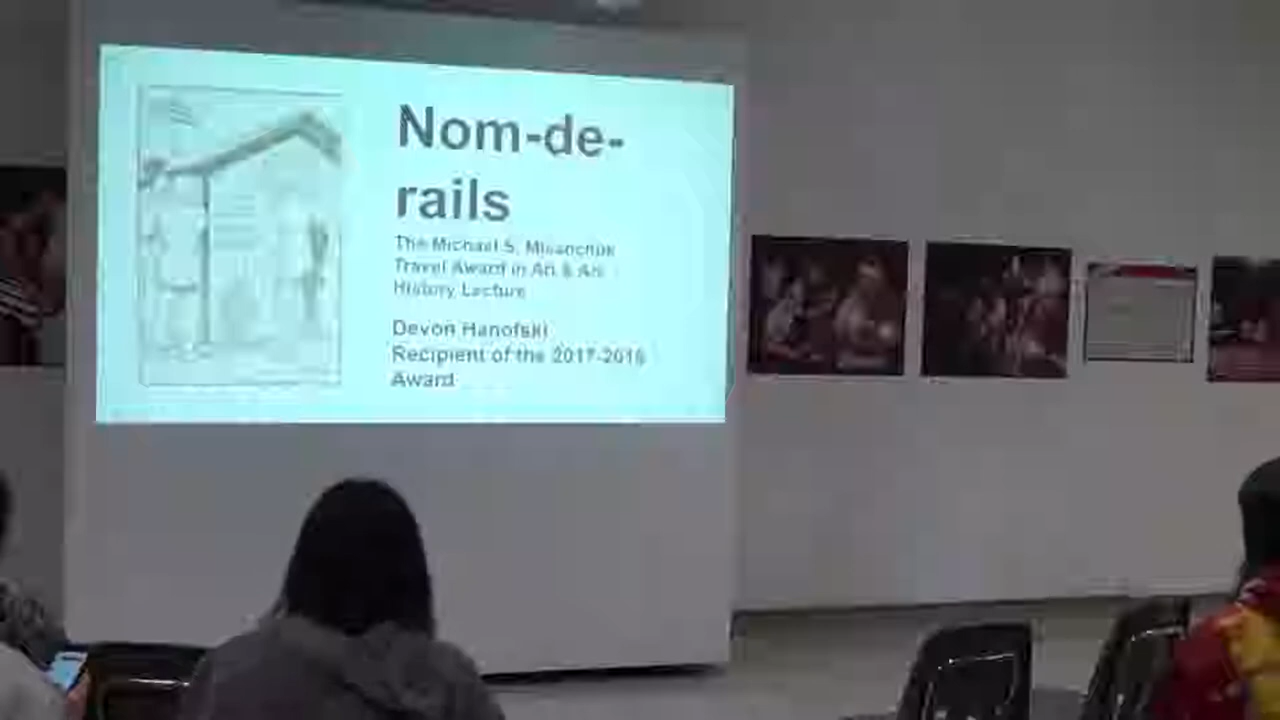 Nom-de-
rails
The Michael S. Misanchuk
Travel Award in Art & Art
History Lecture
Devon Hanofski
Recipient of the 2017-2018
Award